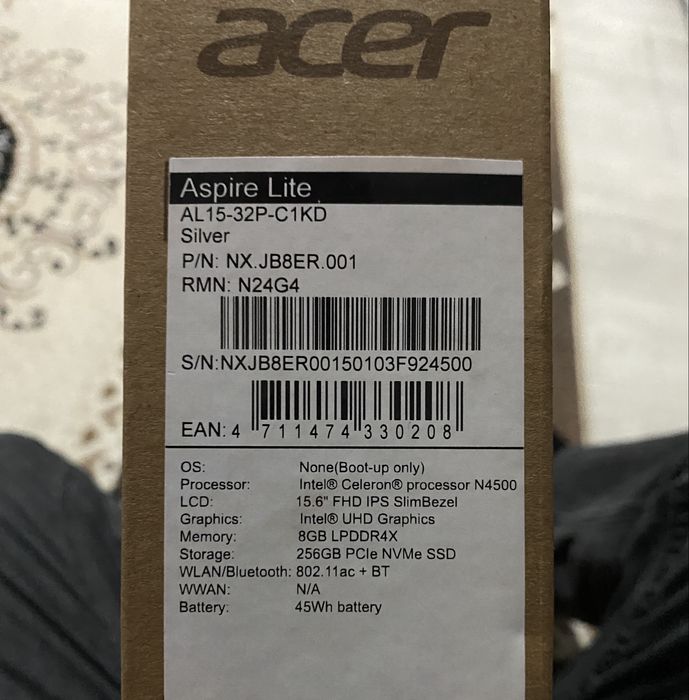 acer
Aspire Lite
AL15-32P-C1KD
Silver
P/N: NX.JB8ER.001
RMN: N24G4
S/N:NXJB8ER00150103F924500
EAN: 4 711474 330208
OS: None(Boot-up only)
Processor: Intel® Celeron® processor N4500
LCD: 15.6" FHD IPS SlimBezel
Graphics: Intel® UHD Graphics
Memory: 8GB LPDDR4X
Storage: 256GB PCIe NVMe SSD
WLAN/Bluetooth: 802.11ac + BT
WWAN: N/A
Battery: 45Wh battery